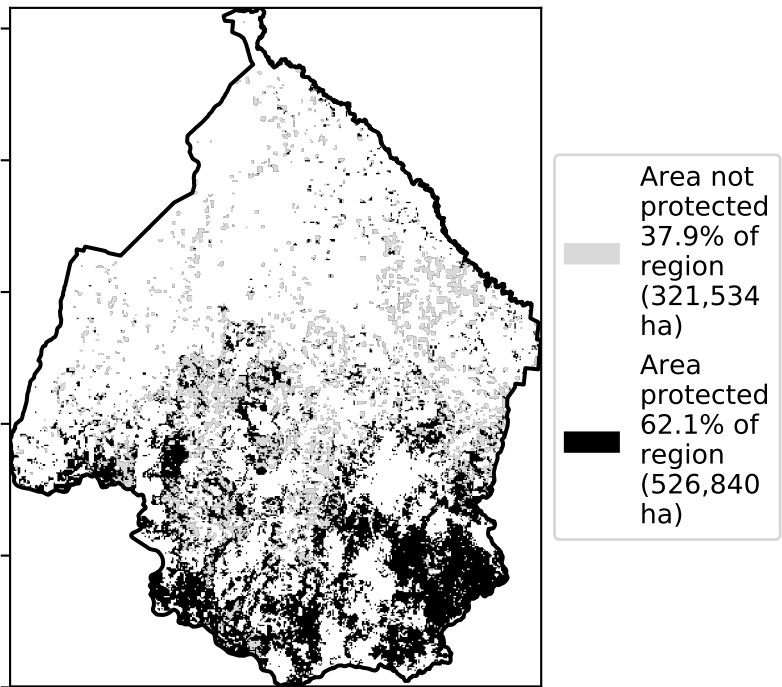 Area not
protected
37.9% of
region
(321,534
ha)
Area
protected
62.1% of
region
(526,840
ha)